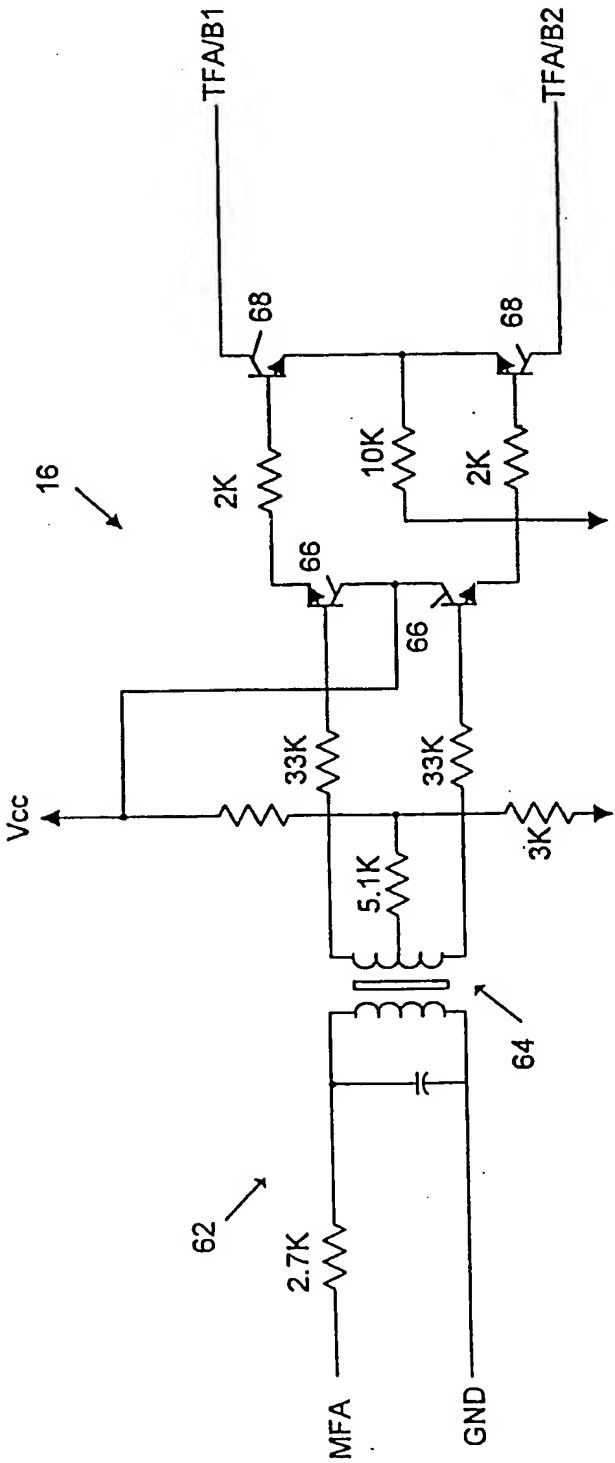 16
Vcc
TFA/B1
68
2K
66
33K
62
2.7K
MFA
5.1K
10K
66
33K
2K
68
GND
64
3K
TFA/B2